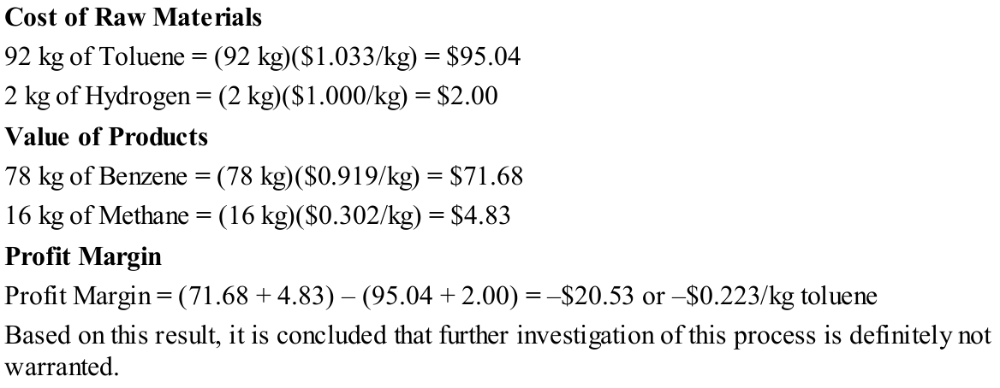 Cost of Raw Materials
92 kg of Toluene = (92 kg)($1.033/kg) = $95.04
2 kg of Hydrogen = (2 kg)($1.000/kg) = $2.00
Value of Products
78 kg of Benzene = (78 kg)($0.919/kg) = $71.68
16 kg of Methane = (16 kg)($0.302/kg) = $4.83
Profit Margin
Profit Margin = (71.68 + 4.83) – (95.04 + 2.00) = –$20.53 or –$0.223/kg toluene
Based on this result, it is concluded that further investigation of this process is definitely not
warranted.